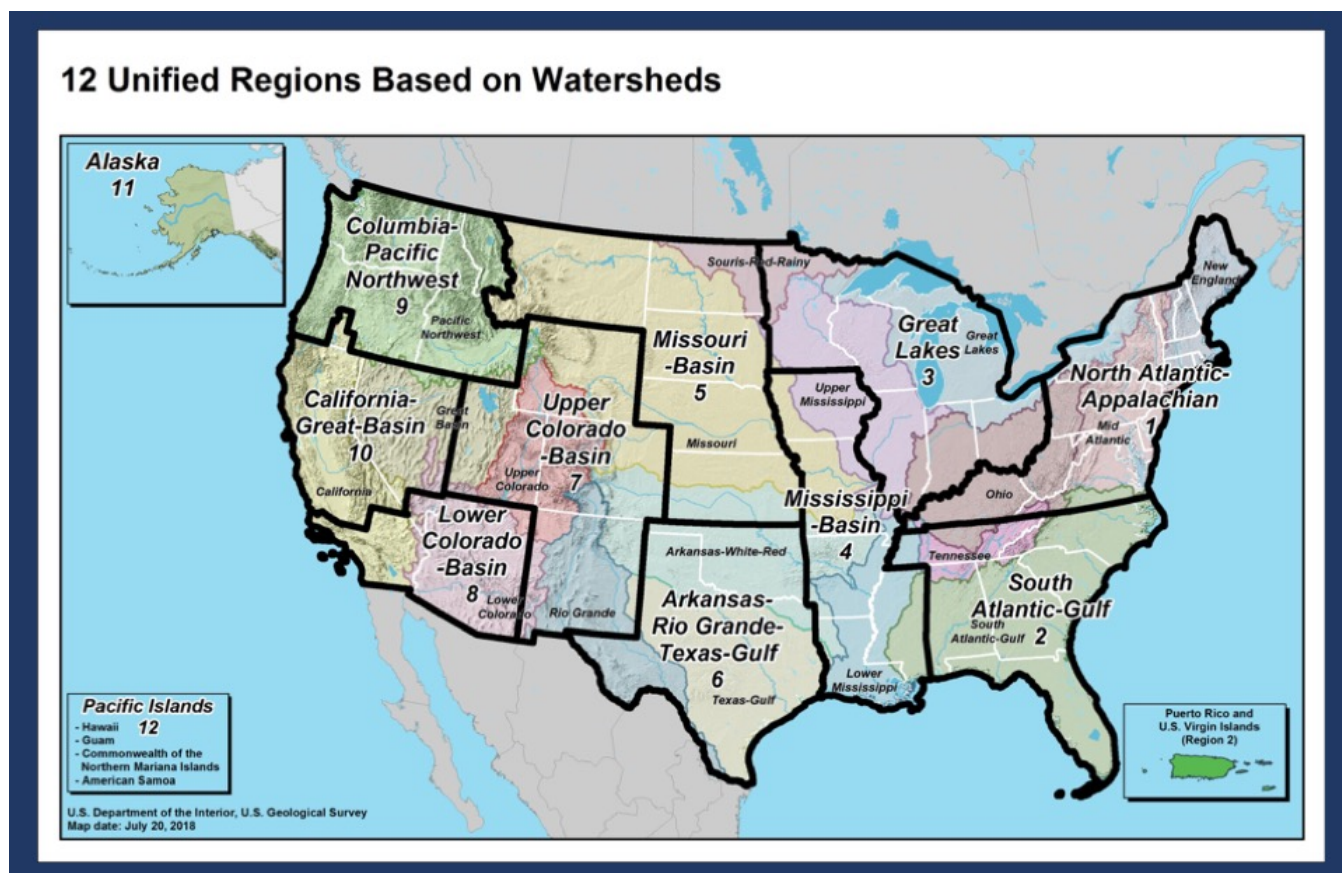 12 Unified Regions Based on Watersheds
Alaska
11
Columbia-
Pacific
Northwest
9
Pacific
Northwest
Souris-Red-Rainy
New
England
Missouri
-Basin
5
Great
Lakes
3
Great
Lakes
North Atlantic-
Appalachian
1
Mid
Atlantic
California-
Great-Basin
10
Great
Basin
California
Upper
Colorado
-Basin
7
Upper
Colorado
Missouri
Upper
Mississippi
Ohio
Mississippi
-Basin
4
Lower
Colorado
-Basin
8
Lower
Colorado
Rio Grande
Arkansas-White-Red
Arkansas-
Rio Grande-
Texas-Gulf
6
Texas-Gulf
Tennessee
South
Atlantic-Gulf
2
South
Atlantic-Gulf
Lower
Mississippi
Pacific Islands
12
- Hawaii
- Guam
- Commonwealth of the
Northern Mariana Islands
- American Samoa
Puerto Rico and
U.S. Virgin Islands
(Region 2)
U.S. Department of the Interior, U.S. Geological Survey
Map date: July 20, 2018